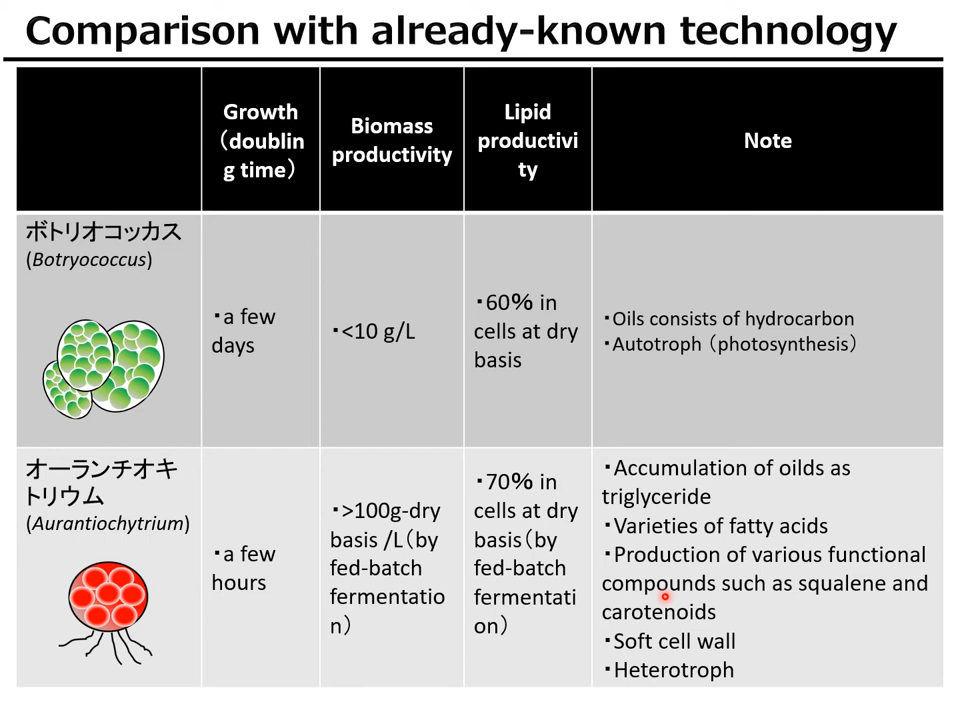 Comparison with already-known technology
Growth
（doublin
g time）
Biomass
productivity
Lipid
productivi
ty
Note
ボトリオコッカス
(Botryococcus)
・a few
days
・<10 g/L
・60% in
cells at dry
basis
・Oils consists of hydrocarbon
・Autotroph（photosynthesis）
オーランチオキ
トリウム
(Aurantiochytrium)
・a few
hours
・>100g-dry
basis /L（by
fed-batch
fermentatio
n）
・70% in
cells at dry
basis（by
fed-batch
fermentati
on）
・Accumulation of oilds as
triglyceride
・Varieties of fatty acids
・Production of various functional
compounds such as squalene and
carotenoids
・Soft cell wall
・Heterotroph